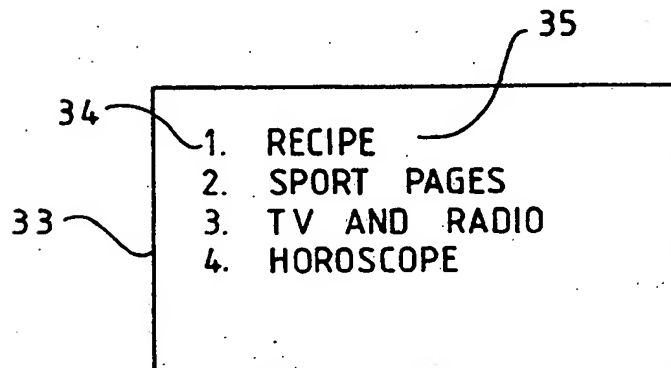 35
34
1. RECIPE
2. SPORT PAGES
33 3. TV AND RADIO
4. HOROSCOPE